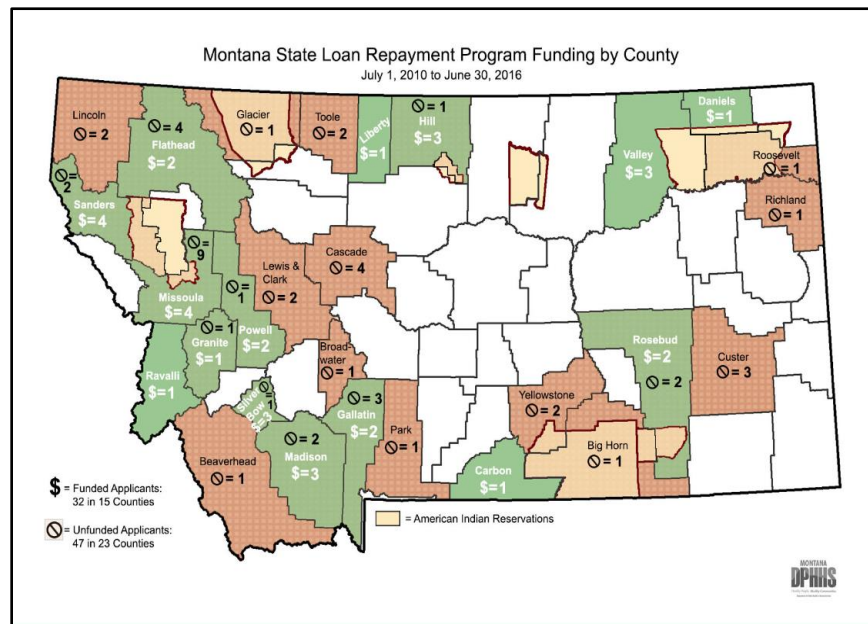 Montana State Loan Repayment Program Funding by County
July 1, 2010 to June 30, 2016
Lincoln
🛇= 2
🛇= 4
$= 2
Flathead
Glacier
🛇= 1
Toole
🛇= 2
Liberty
$=1
🛇= 1
Hill
$= 3
Daniels
$= 1
Valley
$= 3
Roosevelt
🛇= 1
Richland
🛇= 1
🛇=
2
Sanders
$= 4
🛇=
9
Missoula
$= 4
🛇=
1
Powell
$=2
Lewis &
Clark
🛇= 2
Cascade
🛇= 4
🛇= 1
Granite
$=1
Ravalli
$=1
Broad-
water
🛇= 1
🛇=1
Silver
Bow
$=3
🛇= 3
Gallatin
$= 2
🛇= 2
Madison
$= 3
Beaverhead
🛇= 1
Park
🛇= 1
Yellowstone
🛇= 2
Carbon
$=1
Big Horn
🛇= 1
Rosebud
$= 2
🛇= 2
Custer
🛇= 3
$ = Funded Applicants:
32 in 15 Counties
🛇= Unfunded Applicants:
47 in 23 Counties
= American Indian Reservations
MONTANA
DPHHS